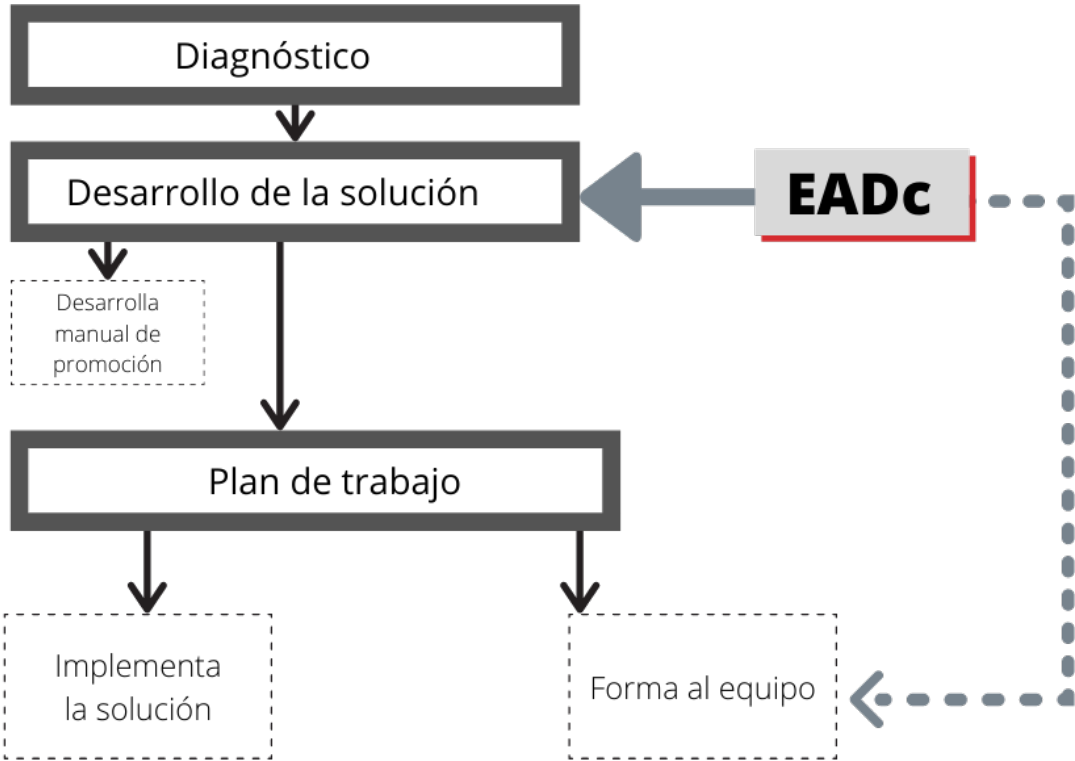 Diagnóstico
Desarrollo de la solución
EADc
Desarrolla
manual de
promoción
Plan de trabajo
Implementa
la solución
Forma al equipo